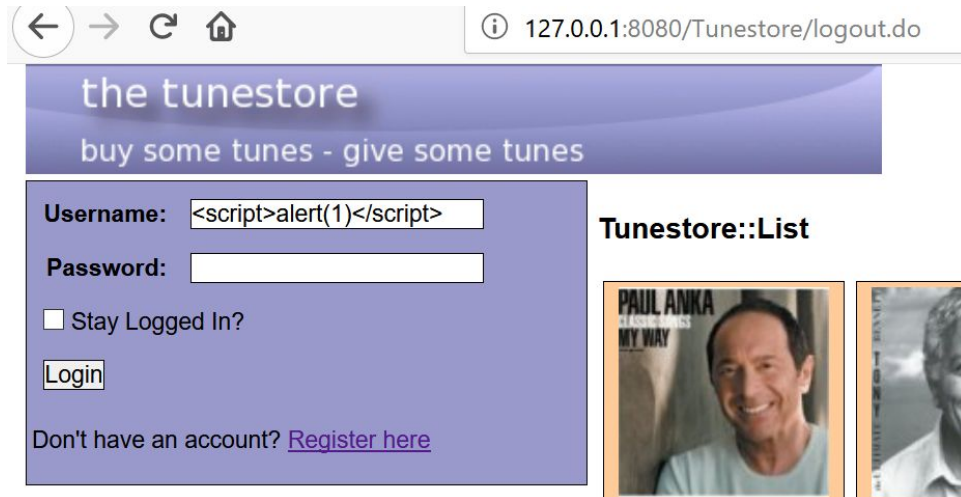 127.0.0.1:8080/Tunestore/logout.do
the tunestore
buy some tunes - give some tunes
Username: <script>alert(1)</script>
Password:
Stay Logged In?
Login
Don't have an account? Register here
Tunestore::List
PAUL ANKA
CLASSIC SONGS
MY WAY